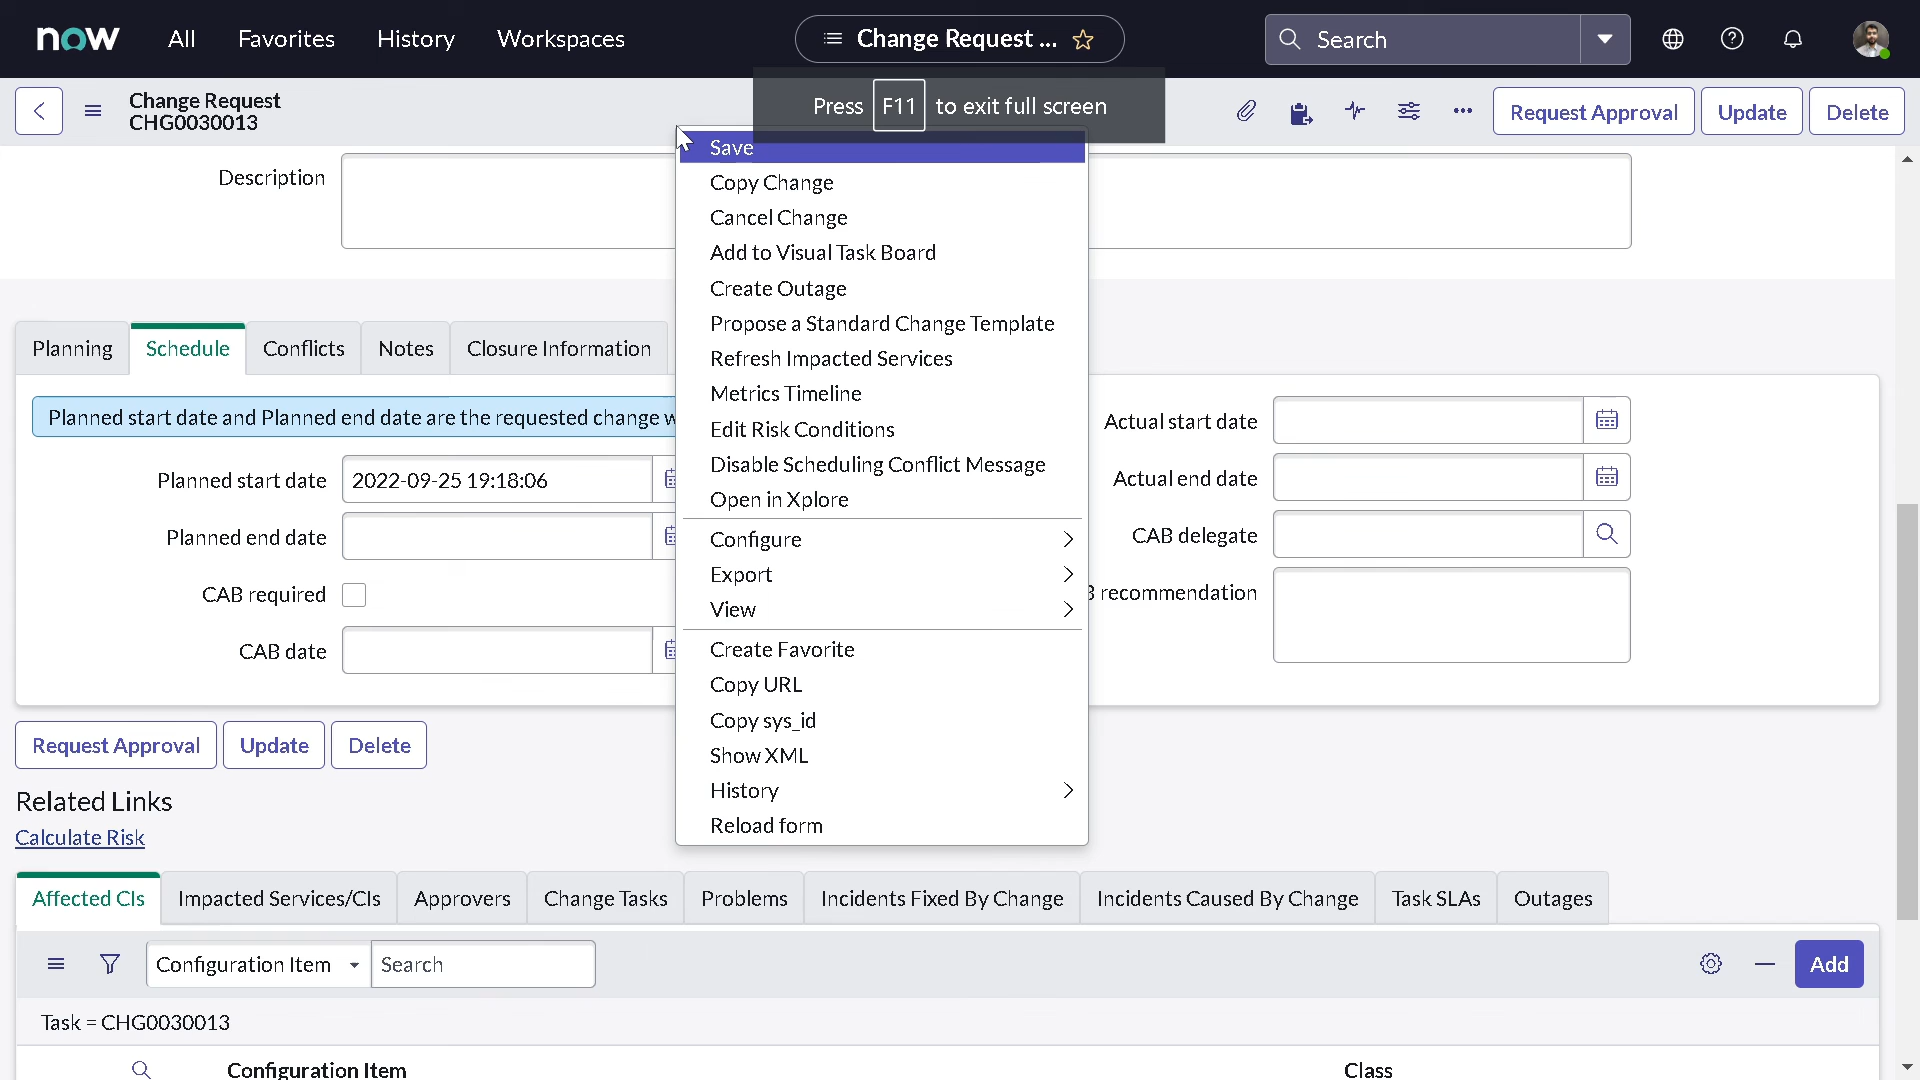 now All Favorites History Workspaces Change Request ... Search
Press F11 to exit full screen
Change Request
CHG0030013
Request Approval Update Delete
Description
Save
Copy Change
Cancel Change
Add to Visual Task Board
Create Outage
Propose a Standard Change Template
Refresh Impacted Services
Metrics Timeline
Edit Risk Conditions
Disable Scheduling Conflict Message
Open in Xplore
Configure
Export
View
Create Favorite
Copy URL
Copy sys_id
Show XML
History
Reload form
Planning Schedule Conflicts Notes Closure Information
Planned start date and Planned end date are the requested change
Planned start date 2022-09-25 19:18:06
Planned end date
CAB required
CAB date
Actual start date
Actual end date
CAB delegate
recommendation
Request Approval Update Delete
Related Links
Calculate Risk
Affected CIs Impacted Services/CIs Approvers Change Tasks Problems Incidents Fixed By Change Incidents Caused By Change Task SLAs Outages
Configuration Item Search Add
Task = CHG0030013
Configuration Item Class